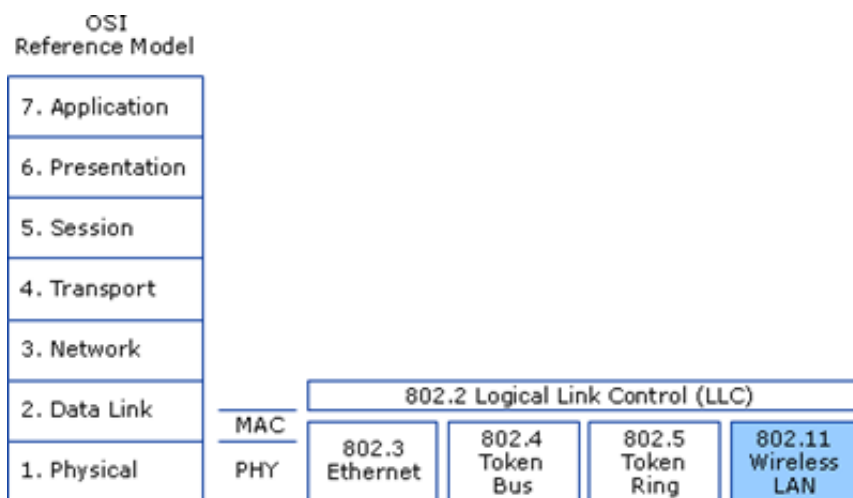 OSI
Reference Model
7. Application
6. Presentation
5. Session
4. Transport
3. Network
2. Data Link
1. Physical
MAC
PHY
802.2 Logical Link Control (LLC)
802.3
Ethernet
802.4
Token
Bus
802.5
Token
Ring
802.11
Wireless
LAN